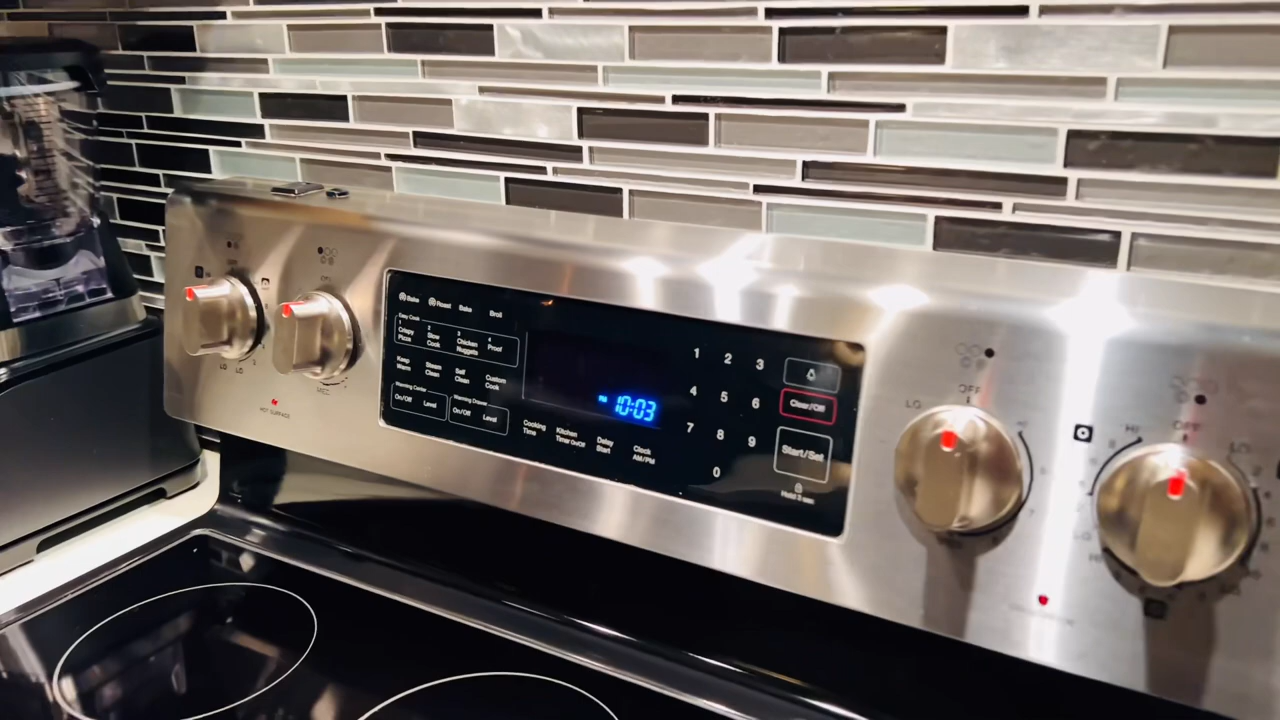 Bake
Roast
Bake
Broil
Easy Cook
1
Crispy
Pizza
2
Slow
Cook
3
Chicken
Nuggets
4
Proof
Keep
Warm
Steam
Clean
Self
Clean
Custom
Cook
Warming Center
On/Off
Level
Warming Drawer
On/Off
Level
PM 10:03
Cooking
Time
Kitchen
Timer On/Off
Delay
Start
Clock
AM/PM
1 2 3
4 5 6
7 8 9
0
Clear/Off
Start/Set
Hold 3 sec
HOT SURFACE
OFF
LO
HI
OFF
LO